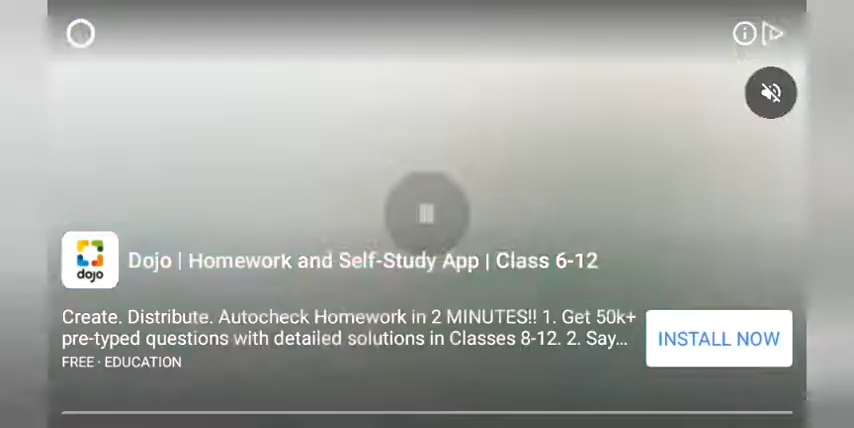 Dojo | Homework and Self-Study App | Class 6-12
dojo
Create. Distribute. Autocheck Homework in 2 MINUTES!! 1. Get 50k+
pre-typed questions with detailed solutions in Classes 8-12. 2. Say...
INSTALL NOW
FREE · EDUCATION